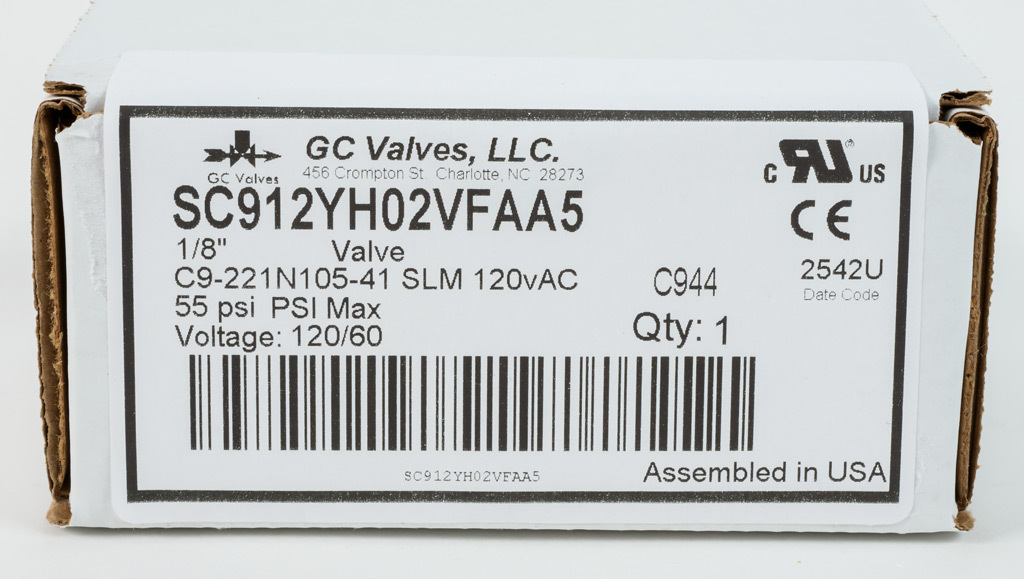 GC Valves, LLC.
GC Valves
456 Crompton St. Charlotte, NC 28273
SC912YH02VFAA5
1/8" Valve
C9-221N105-41 SLM 120vAC
55 psi PSI Max
Voltage: 120/60
C944
Qty: 1
C RU ® US
CE
2542U
Date Code
SC912YH02VFAA5
Assembled in USA